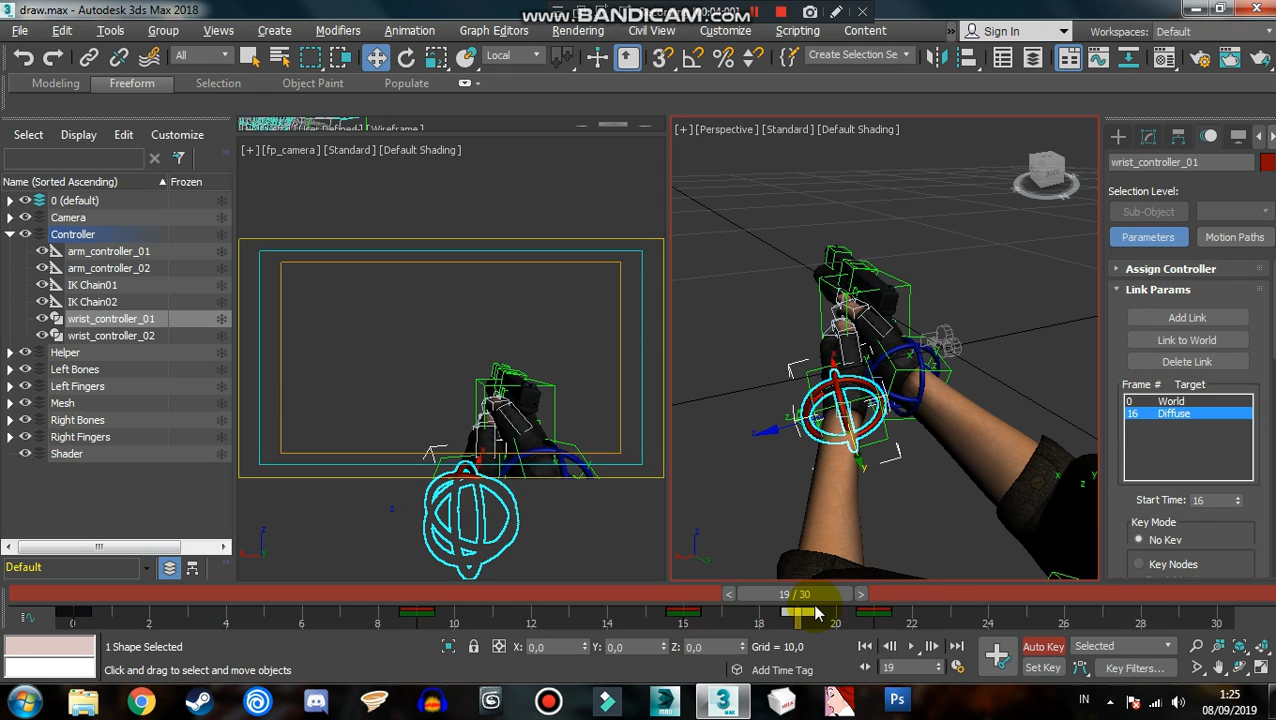 draw.max - Autodesk 3ds Max 2018
www.BANDICAM.com
File Edit Tools Group Views Create Modifiers Animation Graph Editors Rendering Civil View Customize Scripting Content
Sign In
Workspaces: Default
All
Local
Create Selection Se
Modeling Freeform Selection Object Paint Populate
Select Display Edit Customize
Name (Sorted Ascending) Frozen
0 (default)
Camera
Controller
arm_controller_01
arm_controller_02
IK Chain01
IK Chain02
wrist_controller_01
wrist_controller_02
Helper
Left Bones
Left Fingers
Mesh
Right Bones
Right Fingers
Shader
Default
[+] [fp_camera] [Standard] [Default Shading]
[+] [Perspective] [Standard] [Default Shading]
wrist_controller_01
Selection Level:
Sub-Object
Parameters Motion Paths
Assign Controller
Link Params
Add Link
Link to World
Delete Link
Frame # Target
0 World
16 Diffuse
Start Time: 16
Key Mode
No Key
Key Nodes
< 19 / 30 >
0 2 4 6 8 10 12 14 16 20 22 24 26 28 30
1 Shape Selected
Click and drag to select and move objects
X: 0,0 Y: 0,0 Z: 0,0 Grid = 10,0
Add Time Tag
19
Auto Key Selected
Set Key Key Filters...
IN
1:25
08/09/2019